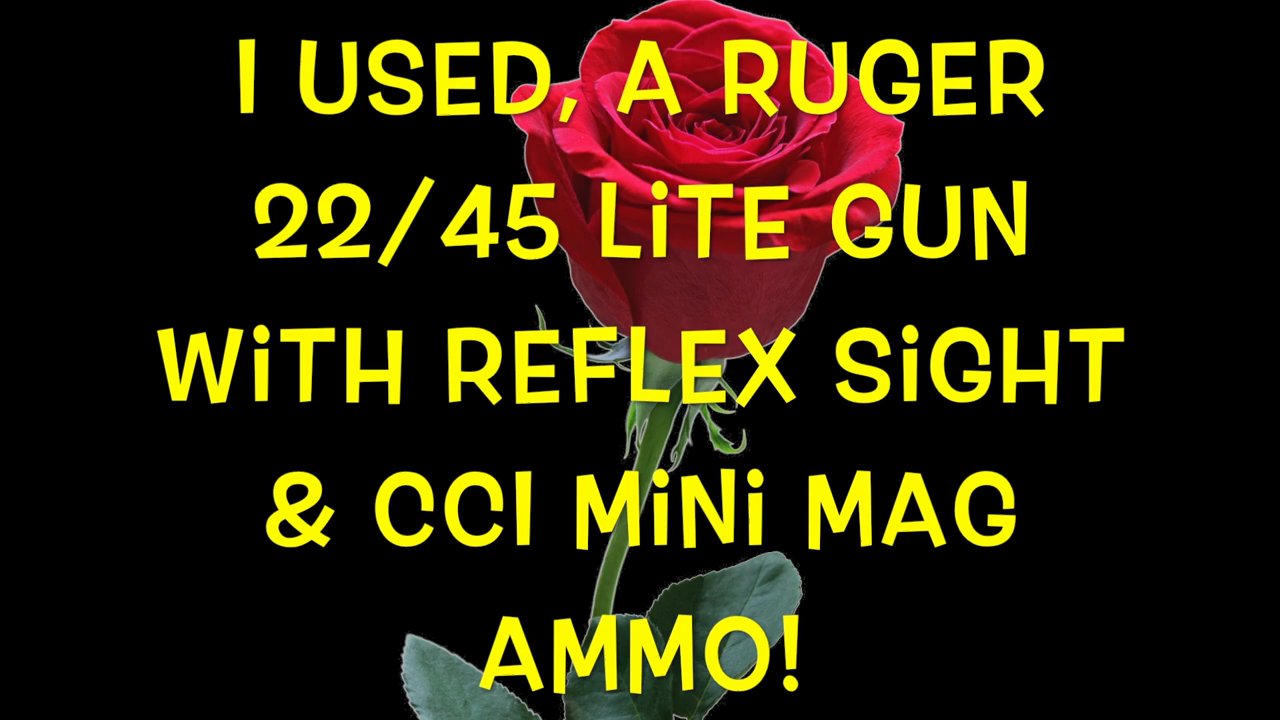 I USED, A RUGER
22/45 LiTE GUN
WiTH REFLEX SiGHT
& CCI MiNi MAG
AMMO!